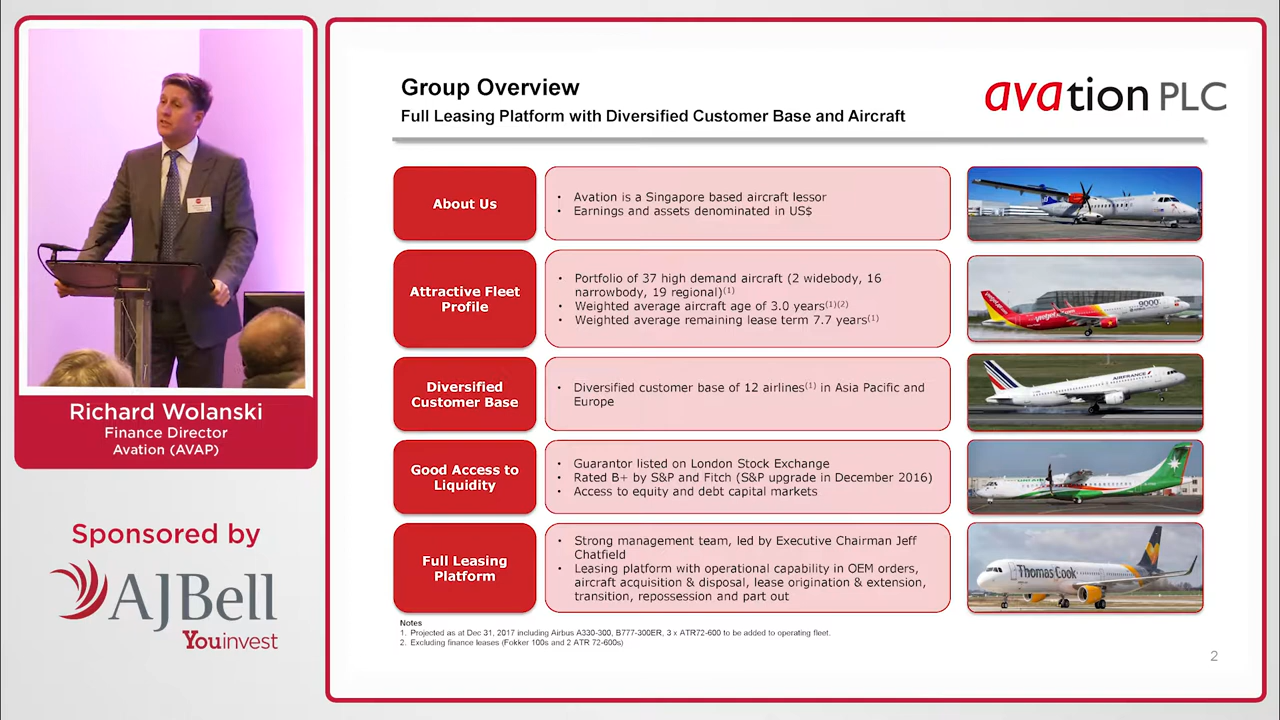 Group Overview
Full Leasing Platform with Diversified Customer Base and Aircraft
avation PLC
About Us
• Avation is a Singapore based aircraft lessor
• Earnings and assets denominated in US$
Attractive Fleet
Profile
• Portfolio of 37 high demand aircraft (2 widebody, 16
narrowbody, 19 regional)(1)
• Weighted average aircraft age of 3.0 years(1)(2)
• Weighted average remaining lease term 7.7 years(1)
9000
vietjetair.com
Diversified
Customer Base
• Diversified customer base of 12 airlines(1) in Asia Pacific and
Europe
AIRFRANCE
Good Access to
Liquidity
• Guarantor listed on London Stock Exchange
• Rated B+ by S&P and Fitch (S&P upgrade in December 2016)
• Access to equity and debt capital markets
Full Leasing
Platform
• Strong management team, led by Executive Chairman Jeff
Chatfield
• Leasing platform with operational capability in OEM orders,
aircraft acquisition & disposal, lease origination & extension,
transition, repossession and part out
Thomas Cook
Notes
1. Projected as at Dec 31, 2017 including Airbus A330-300, B777-300ER, 3 x ATR72-600 to be added to operating fleet.
2. Excluding finance leases (Fokker 100s and 2 ATR 72-600s)
2
Richard Wolanski
Finance Director
Avation (AVAP)
Sponsored by
AJBell
Youinvest